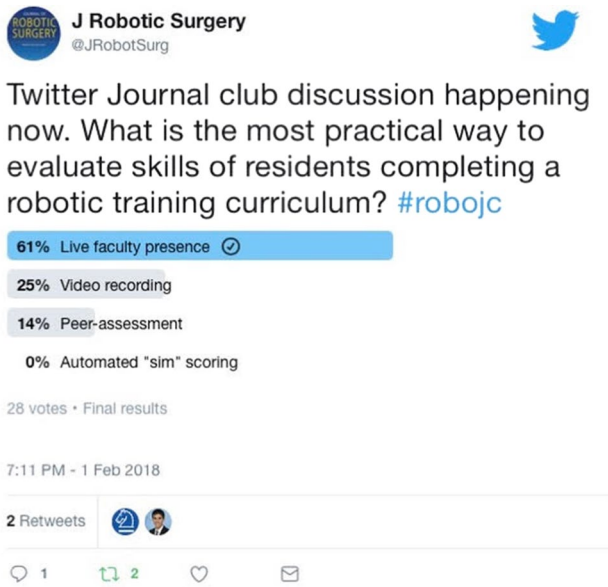 JOURNAL OF
ROBOTIC
SURGERY
J Robotic Surgery
@JRobotSurg
Twitter Journal club discussion happening
now. What is the most practical way to
evaluate skills of residents completing a
robotic training curriculum? #robojc
61% Live faculty presence
25% Video recording
14% Peer-assessment
0% Automated "sim" scoring
28 votes • Final results
7:11 PM - 1 Feb 2018
2 Retweets
1 2